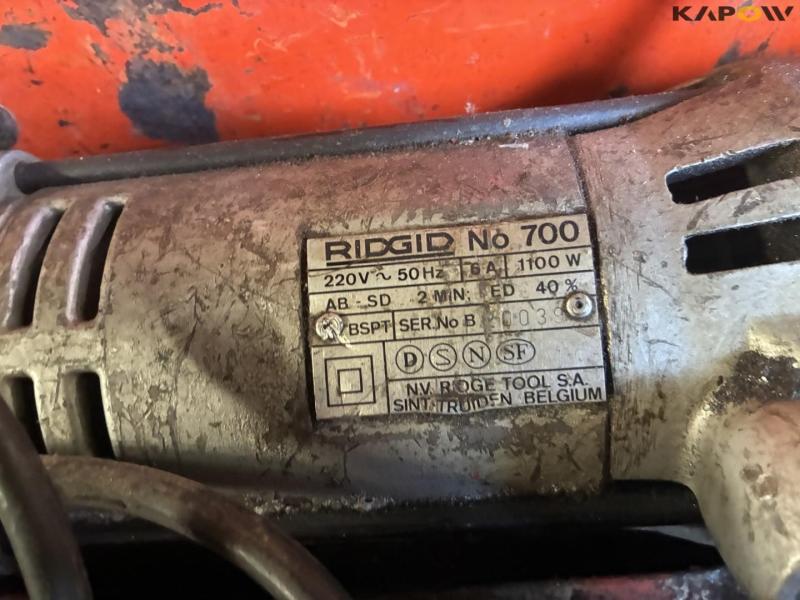 KAPOW
RIDGID No 700
220V ~ 50Hz 6 A 1100 W
AB - SD 2 MIN; ED 40 %
BSPT SER. No B
D S N SF
N.V. RIDGE TOOL S.A.
SINT-TRUIDEN BELGIUM